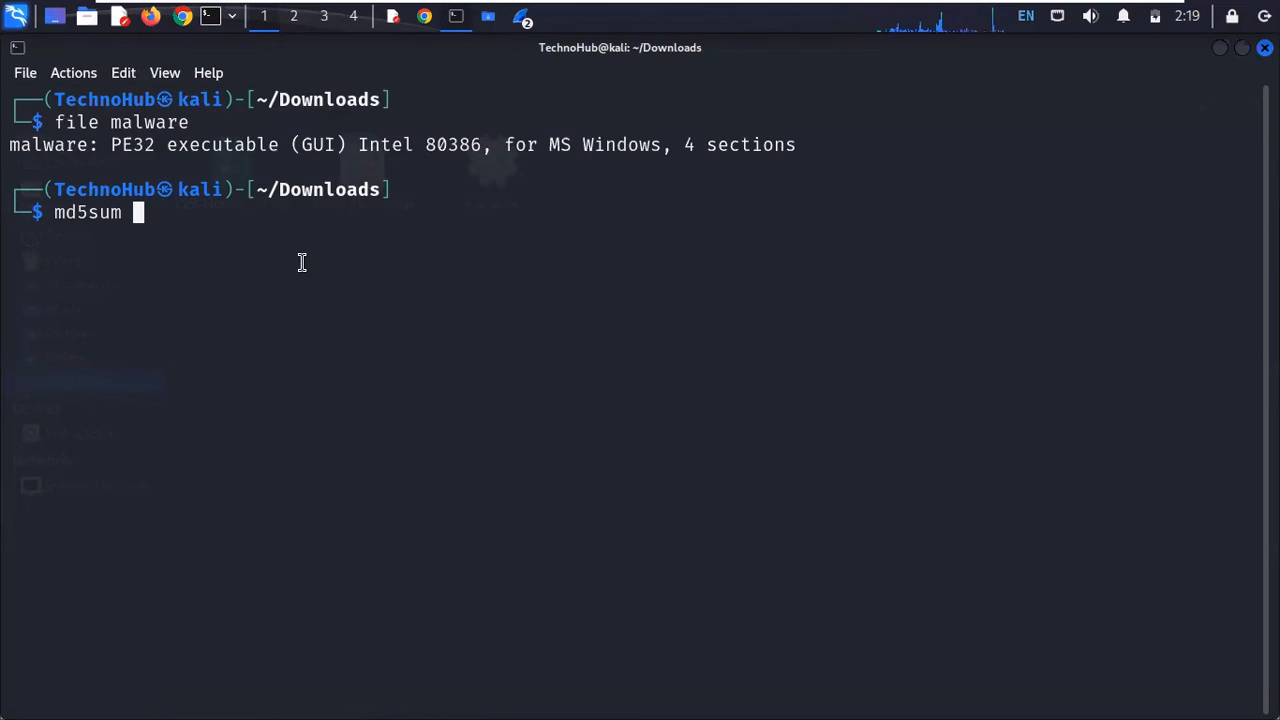 1 2 3 4 2 EN 2:19
TechnoHub@kali: ~/Downloads
File Actions Edit View Help
┌──(TechnoHub㉿kali)-[~/Downloads]
└─$ file malware
malware: PE32 executable (GUI) Intel 80386, for MS Windows, 4 sections
┌──(TechnoHub㉿kali)-[~/Downloads]
└─$ md5sum